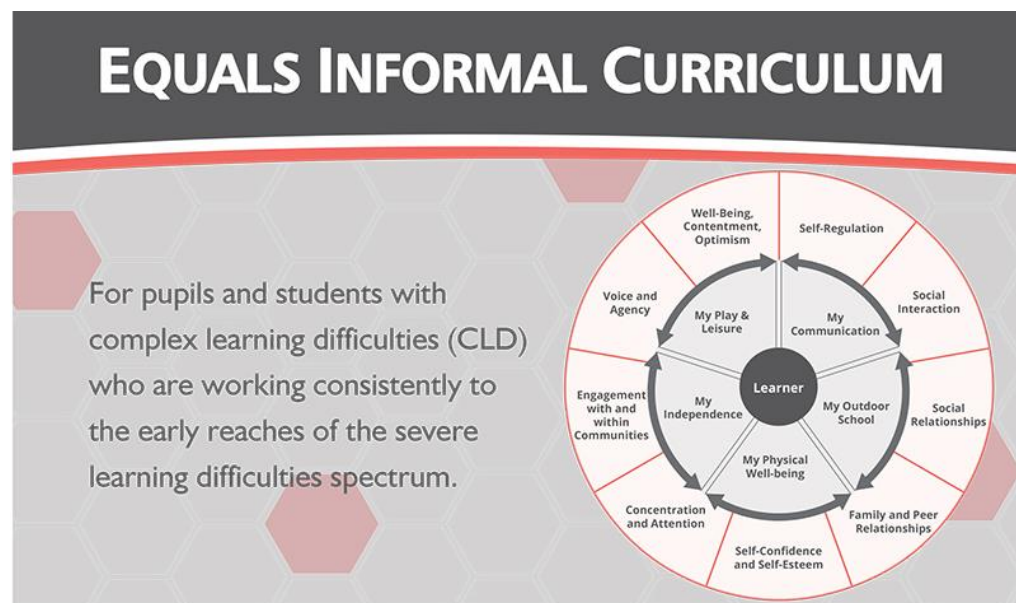 EQUALS INFORMAL CURRICULUM
For pupils and students with
complex learning difficulties (CLD)
who are working consistently to
the early reaches of the severe
learning difficulties spectrum.
Well-Being,
Contentment,
Optimism
Self-Regulation
Social
Interaction
Social
Relationships
Family and Peer
Relationships
Self-Confidence
and Self-Esteem
Concentration
and Attention
Engagement
with and
within
Communities
Voice and
Agency
My Play &
Leisure
My
Communication
My Outdoor
School
My Physical
Well-being
My
Independence
Learner